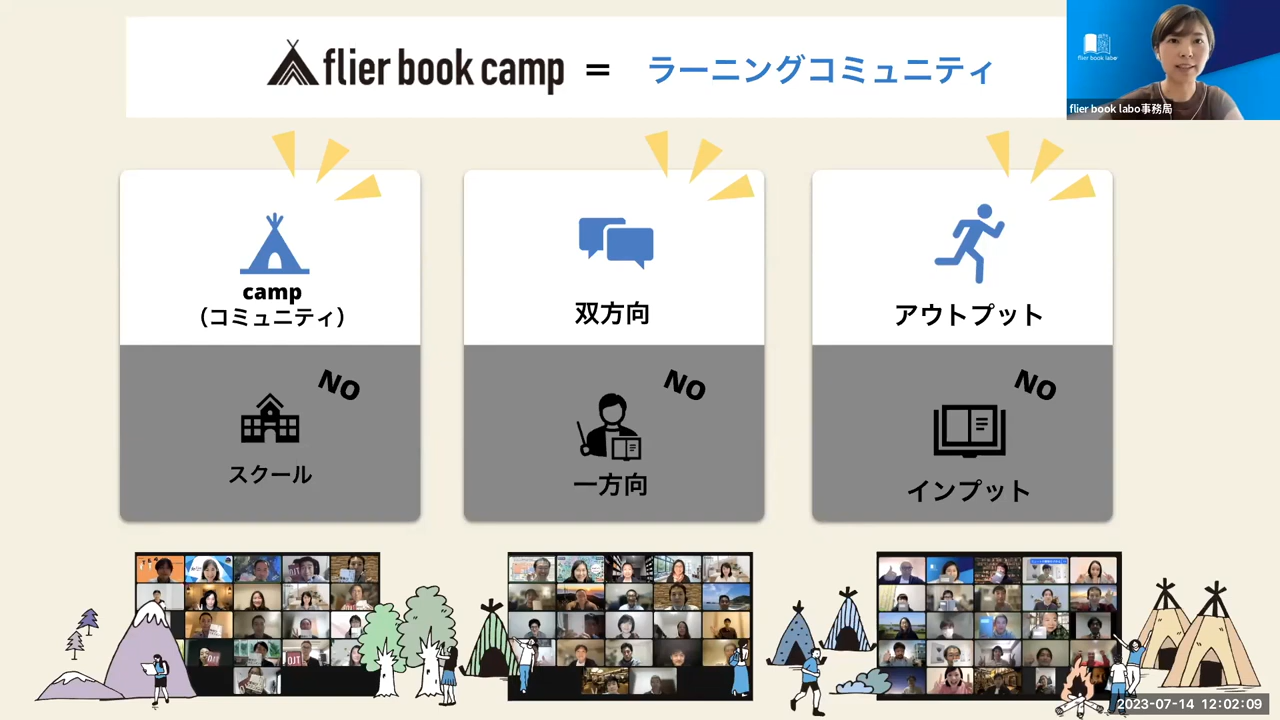 flier book camp = ラーニングコミュニティ
flier book labo
flier book labo事務局
camp
（コミュニティ）
双方向
アウトプット
NO
NO
NO
スクール
一方向
インプット
2023-07-14 12:02:09